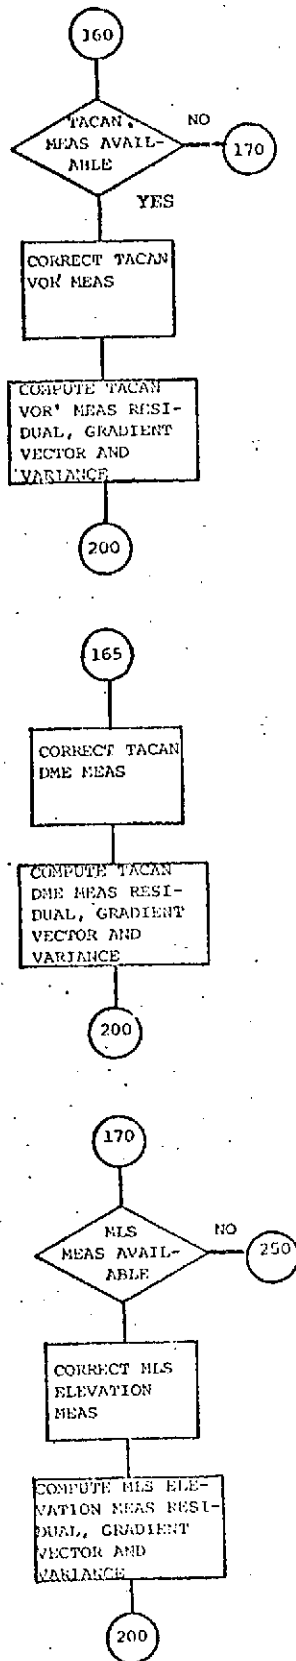 160
TACAN
MEAS AVAIL-
ABLE
NO
170
YES
CORRECT TACAN
VOR MEAS
COMPUTE TACAN
VOR' MEAS RESI-
DUAL, GRADIENT
VECTOR AND
VARIANCE
200
165
CORRECT TACAN
DME MEAS
COMPUTE TACAN
DME MEAS RESI-
DUAL, GRADIENT
VECTOR AND
VARIANCE
200
170
MLS
MEAS AVAIL-
ABLE
NO
250
CORRECT MLS
ELEVATION
MEAS
COMPUTE MLS ELE-
VATION MEAS RESI-
DUAL, GRADIENT
VECTOR AND
VARIANCE
200